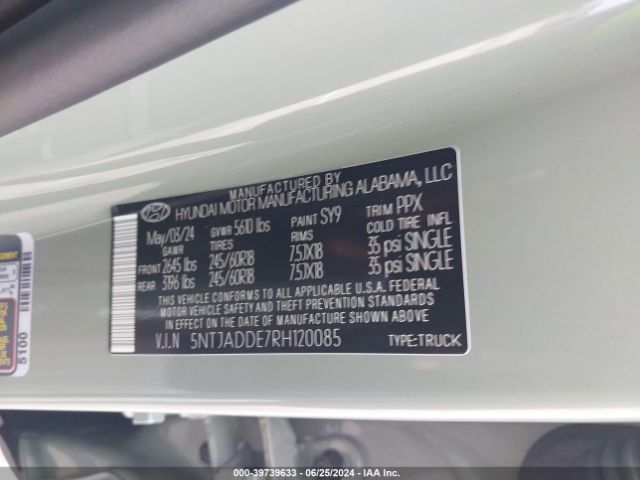 MANUFACTURED BY
HYUNDAI MOTOR MANUFACTURING ALABAMA, LLC
May/03/24 GVWR 5610 lbs PAINT SY9 TRIM PPX
GAWR TIRES RIMS COLD TIRE INFL
FRONT 2645 lbs 245/60R18 7.5JX18 35 psi SINGLE
REAR 3196 lbs 245/60R18 7.5JX18 35 psi SINGLE
THIS VEHICLE CONFORMS TO ALL APPLICABLE U.S.A. FEDERAL
MOTOR VEHICLE SAFETY AND THEFT PREVENTION STANDARDS
IN EFFECT ON THE DATE OF MANUFACTURE SHOWN ABOVE
V.I.N 5NTJADDE7RH120085 TYPE:TRUCK
5100
000-39739633 - 06/25/2024 - IAA Inc.